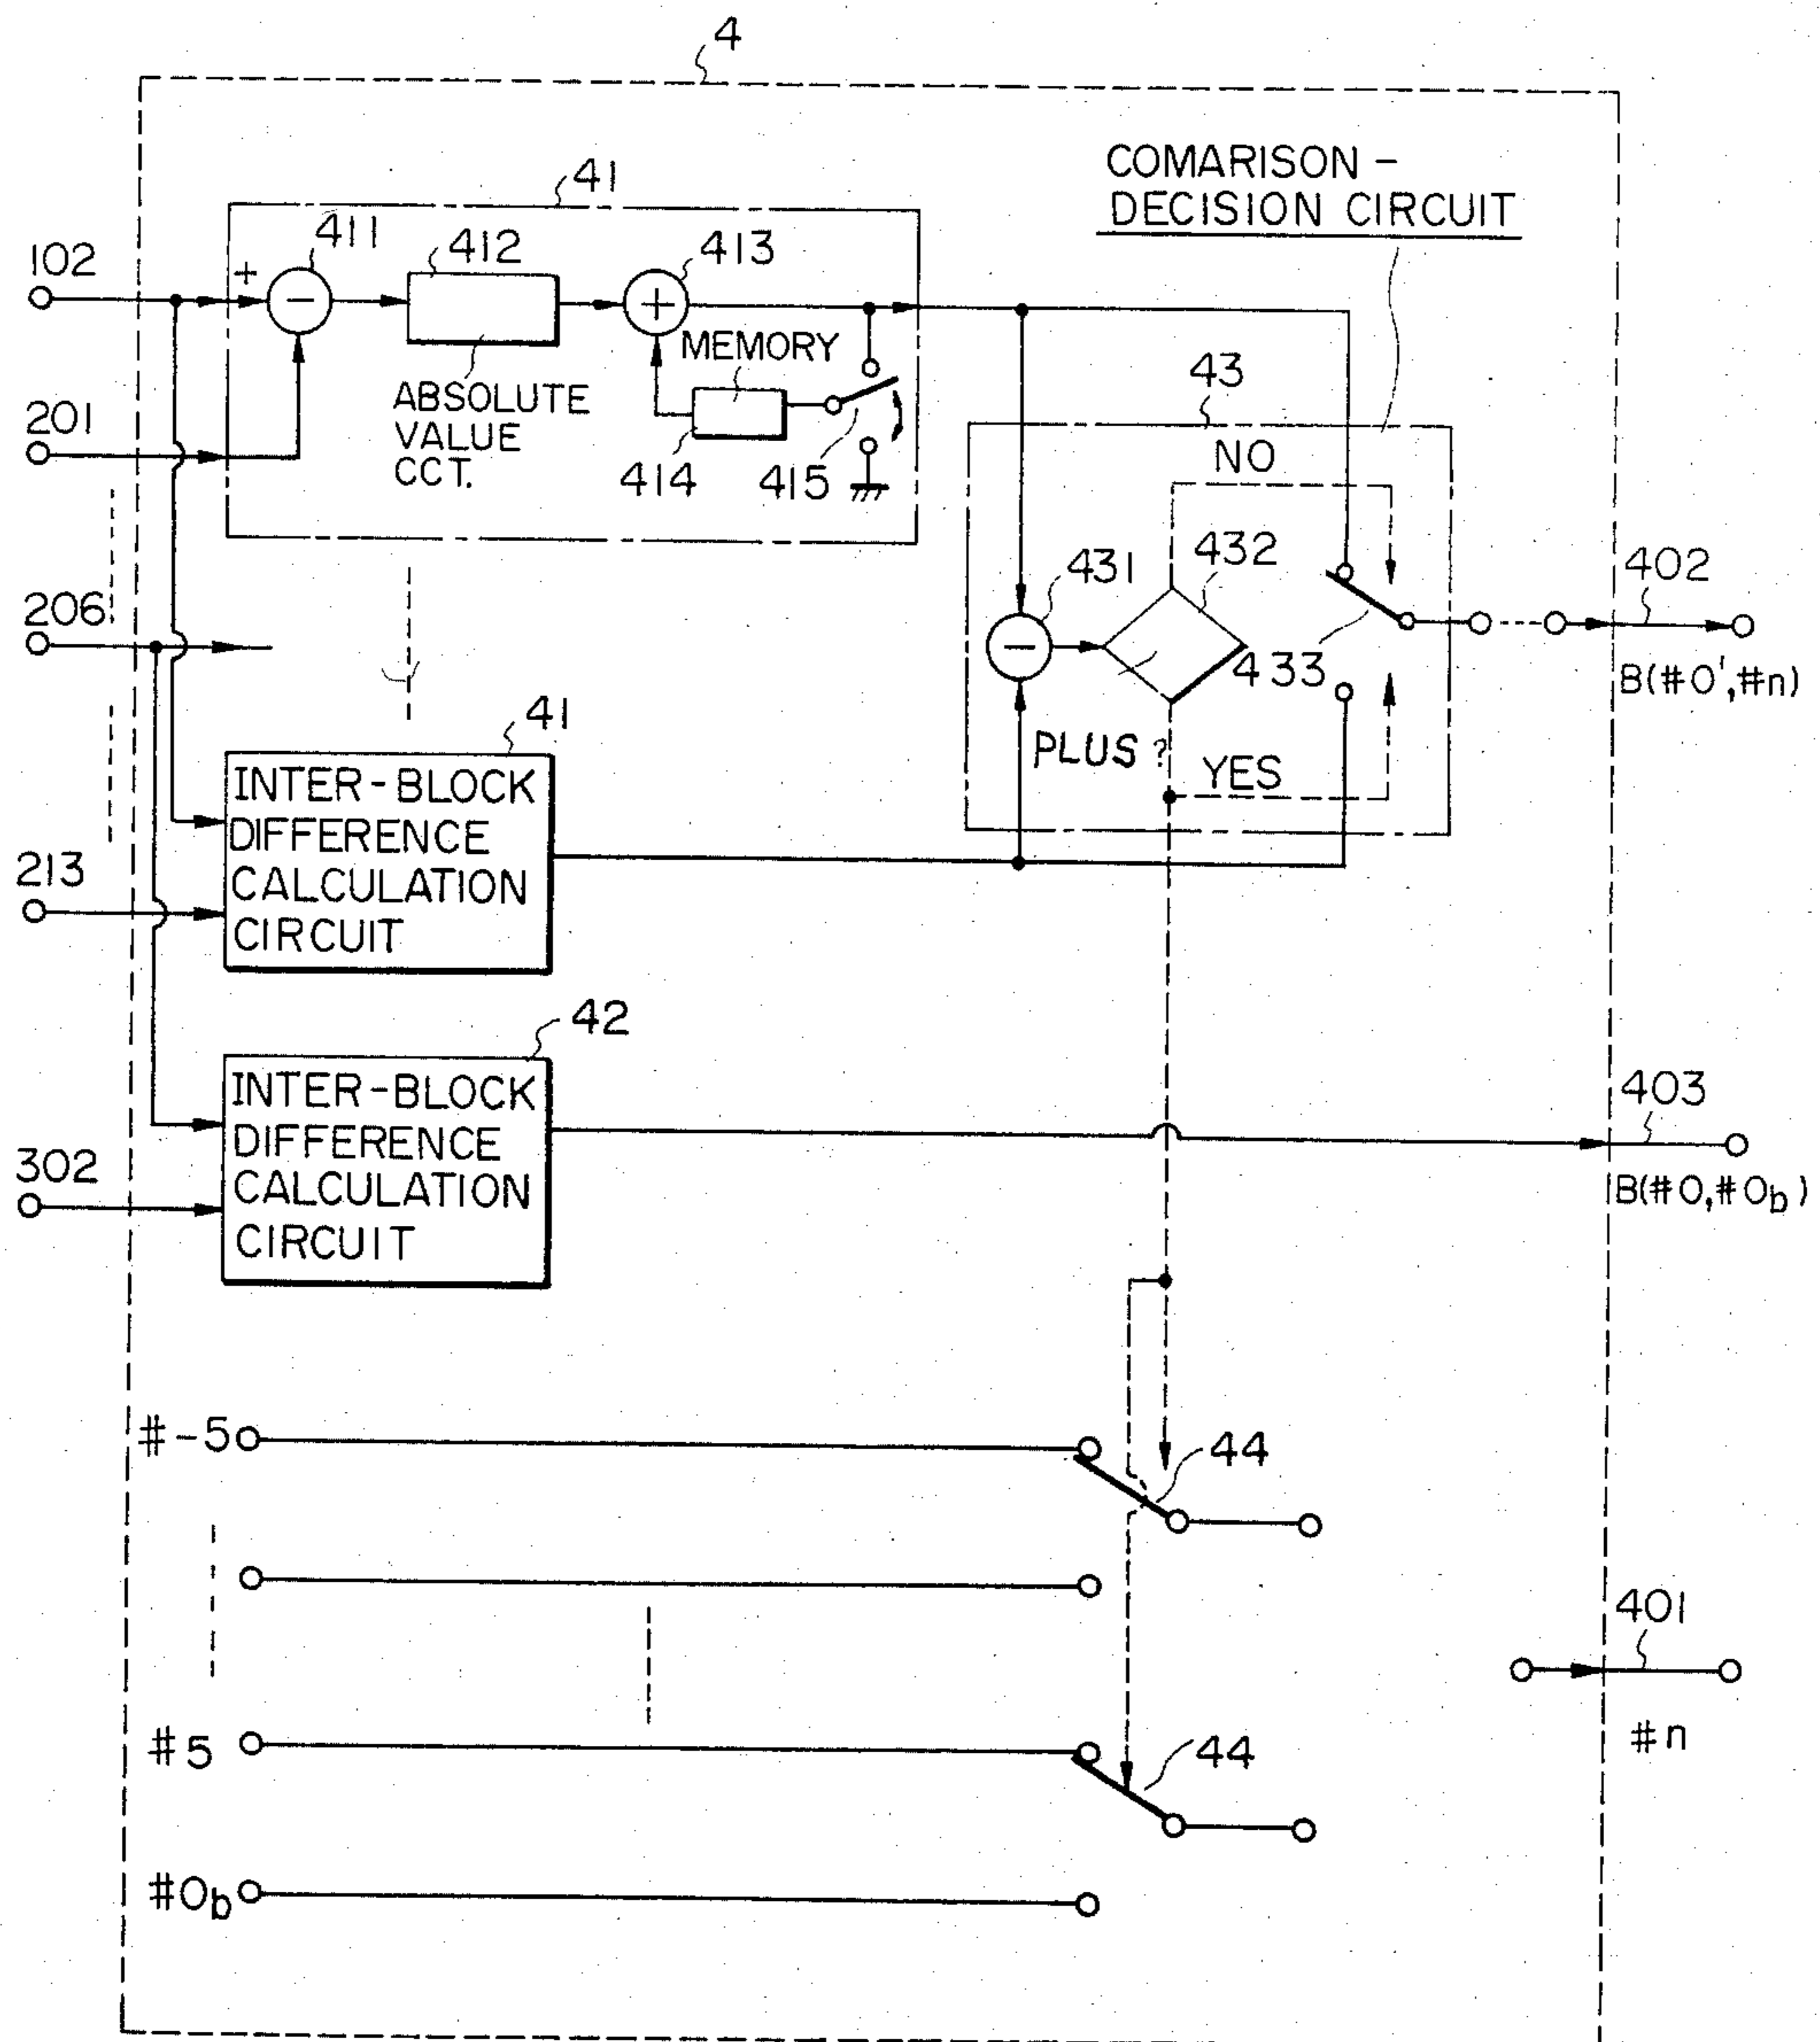 4
COMARISON -
DECISION CIRCUIT
41
411
412
413
102
+
−
+
MEMORY
ABSOLUTE
VALUE
CCT.
414
415
201
43
NO
432
431
−
433
402
B(#0',#n)
206
PLUS ?
YES
41
INTER-BLOCK
DIFFERENCE
CALCULATION
CIRCUIT
213
42
INTER-BLOCK
DIFFERENCE
CALCULATION
CIRCUIT
403
B(#0,#0b)
302
#-5
44
401
#n
#5
44
#0b